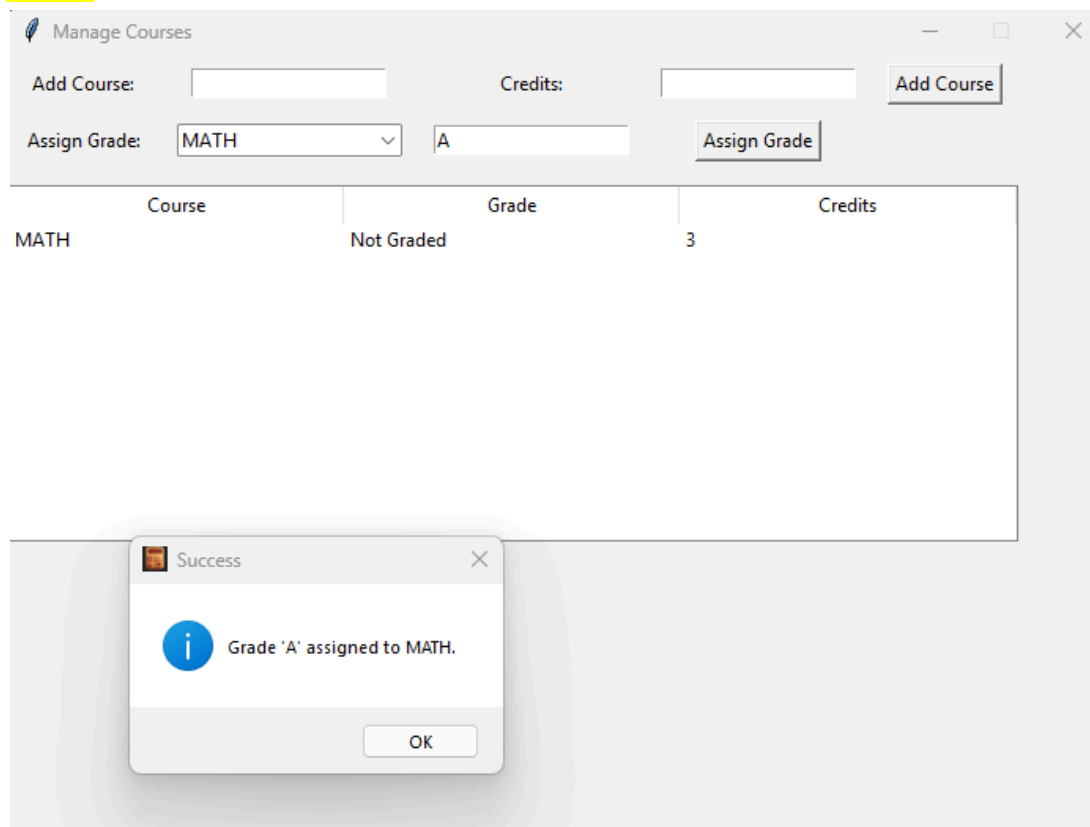 Manage Courses
Add Course: Credits: Add Course
Assign Grade: MATH A Assign Grade
Course Grade Credits
MATH Not Graded 3
Success
Grade 'A' assigned to MATH.
OK